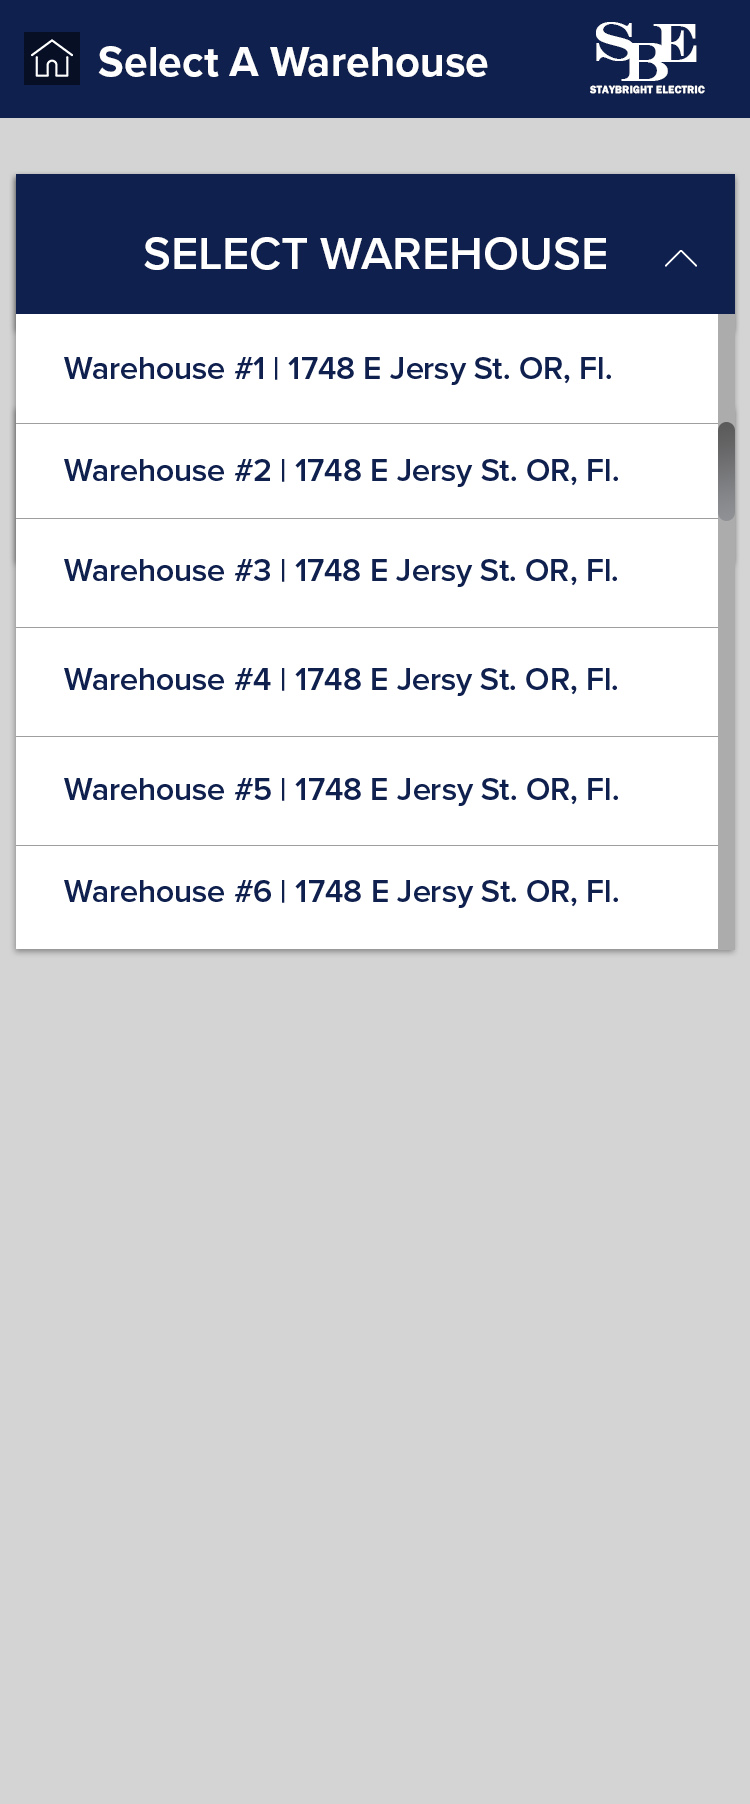 Select A Warehouse
SBE
STAYBRIGHT ELECTRIC
SELECT WAREHOUSE
Warehouse #1 | 1748 E Jersy St. OR, Fl.
Warehouse #2 | 1748 E Jersy St. OR, Fl.
Warehouse #3 | 1748 E Jersy St. OR, Fl.
Warehouse #4 | 1748 E Jersy St. OR, Fl.
Warehouse #5 | 1748 E Jersy St. OR, Fl.
Warehouse #6 | 1748 E Jersy St. OR, Fl.